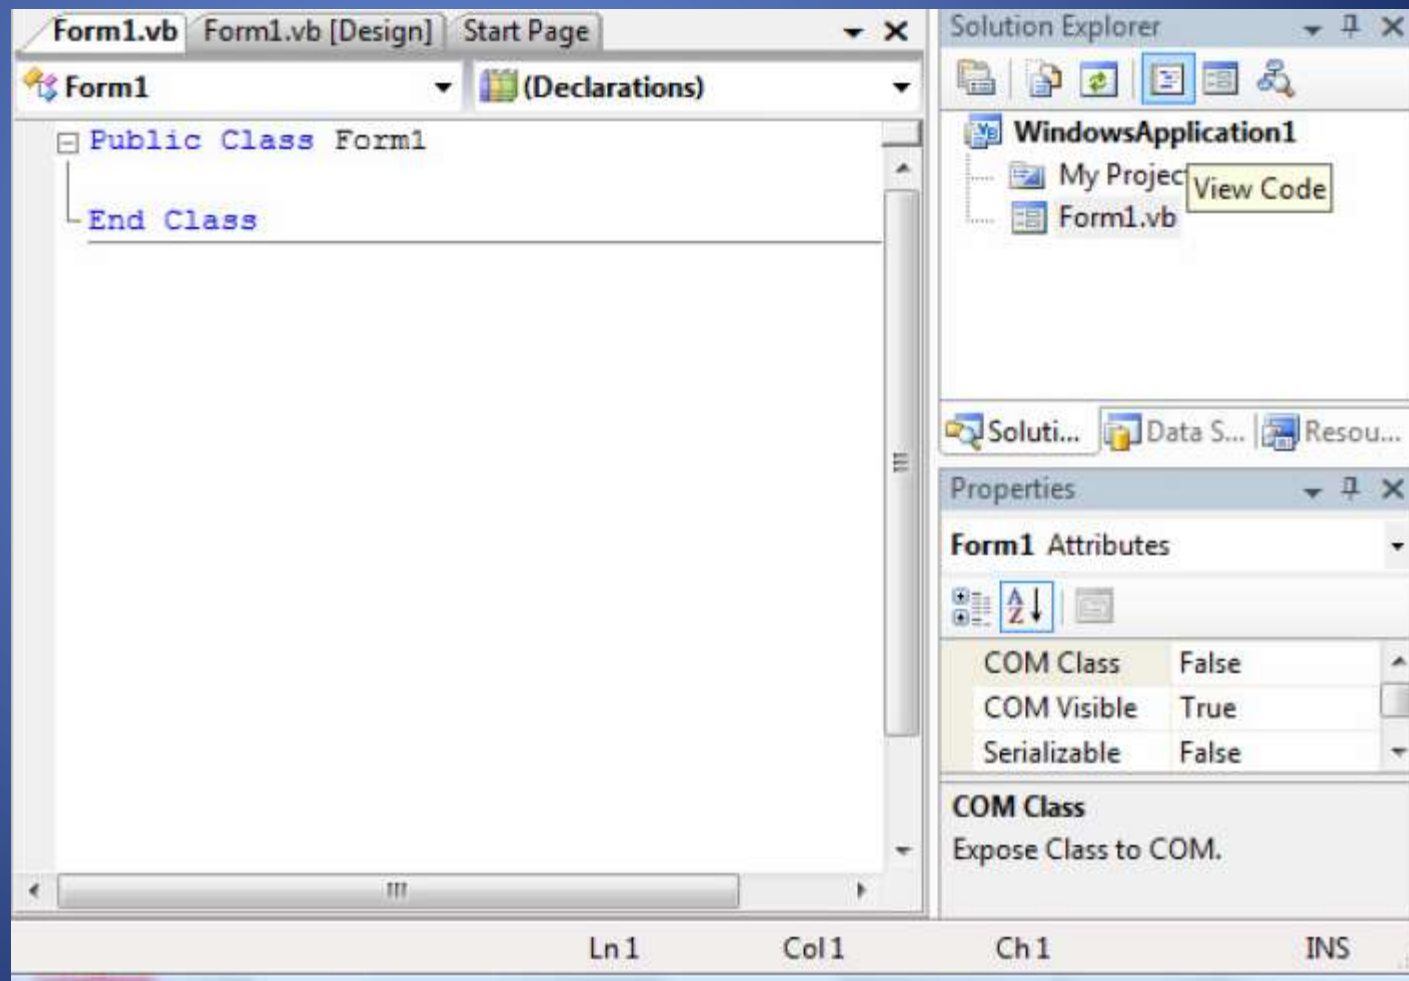 Form1.vb Form1.vb [Design] Start Page
Form1 (Declarations)
Public Class Form1
End Class
Solution Explorer
WindowsApplication1
My Projec
View Code
Form1.vb
Soluti... Data S... Resou...
Properties
Form1 Attributes
COM Class False
COM Visible True
Serializable False
COM Class
Expose Class to COM.
Ln 1 Col 1 Ch 1 INS